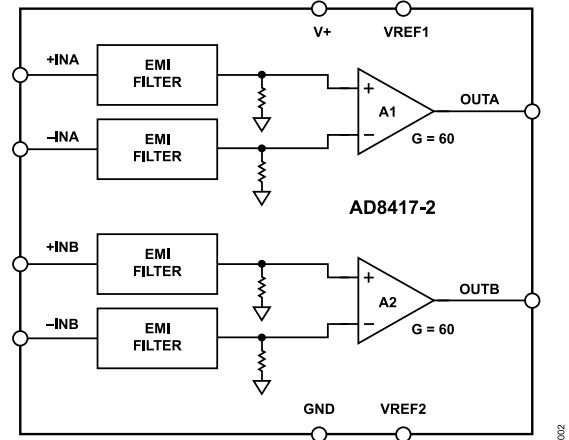 V+ VREF1
+INA
EMI
FILTER
A1
+
−
OUTA
G = 60
−INA
EMI
FILTER
AD8417-2
+INB
EMI
FILTER
A2
+
−
OUTB
G = 60
−INB
EMI
FILTER
GND VREF2
002